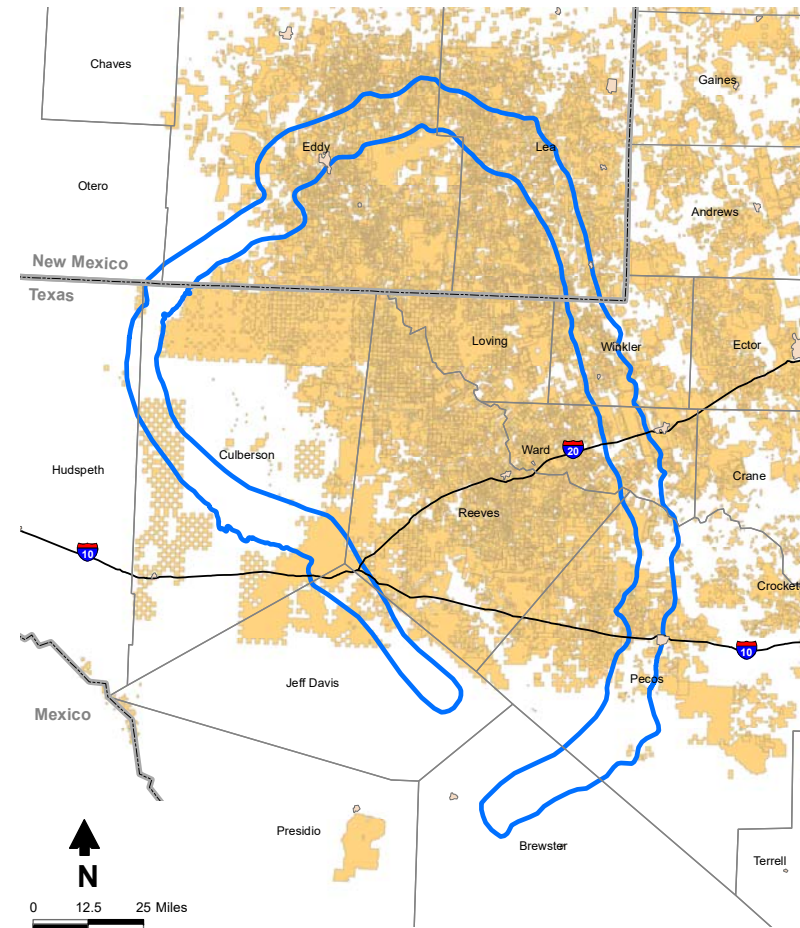 Chaves
Gaines
Eddy
Lea
Otero
Andrews
New Mexico
Texas
Loving
Winkler
Ector
Culberson
Ward
20
Hudspeth
Crane
Reeves
10
Crocket
10
Pecos
Jeff Davis
Mexico
Presidio
Brewster
Terrell
N
0 12.5 25 Miles